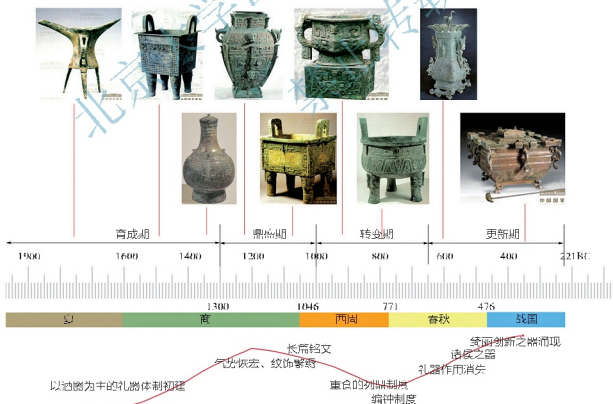 育成期 鼎盛期 转变期 更新期
1900 1600 1400 1200 1000 800 600 400 221BC
1300 1046 771 476
夏 商 西周 春秋 战国
绮丽创新之器涌现
长篇铭文
诸侯之器
气势恢宏、纹饰繁缛
礼器作用消失
以酒器为主的礼器体制初建
重食的列鼎制度
编钟制度